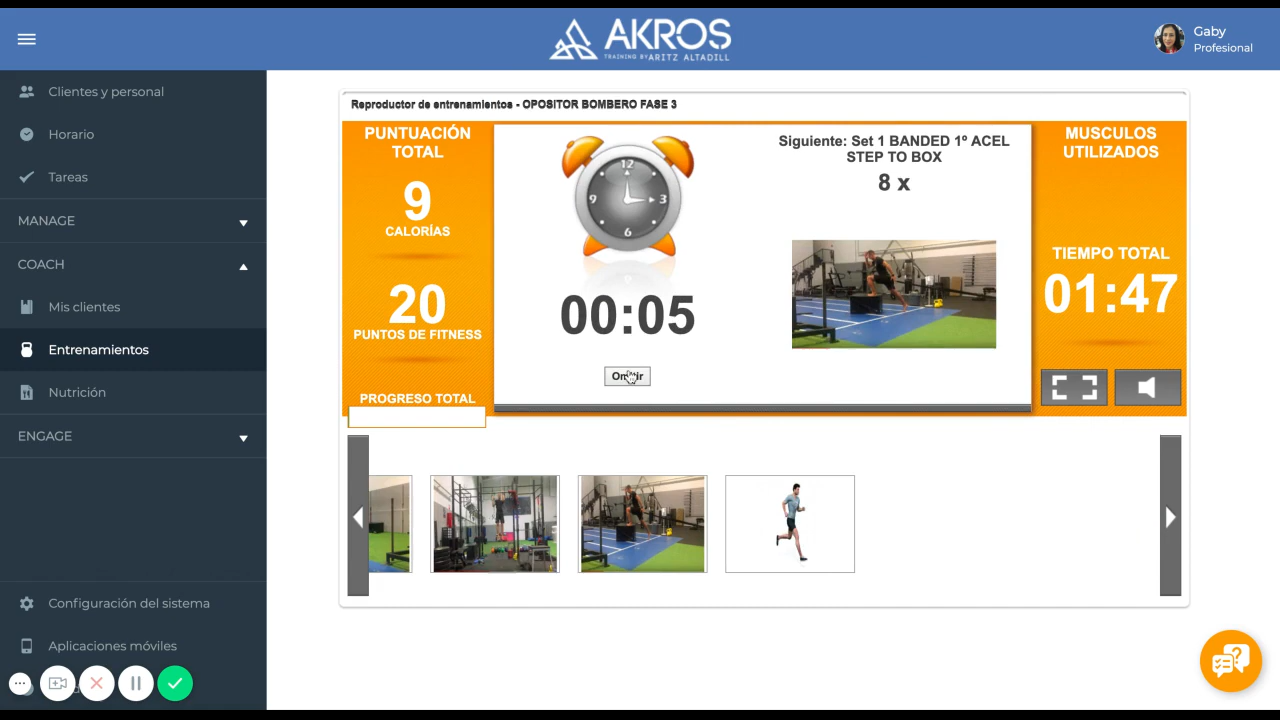 AKROS
TRAINING BY ARITZ ALTADILL
Gaby
Profesional
Clientes y personal
Horario
Tareas
MANAGE
COACH
Mis clientes
Entrenamientos
Nutrición
ENGAGE
Configuración del sistema
Aplicaciones móviles
Reproductor de entrenamientos - OPOSITOR BOMBERO FASE 3
PUNTUACIÓN
TOTAL
9
CALORÍAS
20
PUNTOS DE FITNESS
PROGRESO TOTAL
12
9
3
6
00:05
Siguiente: Set 1 BANDED 1º ACEL
STEP TO BOX
8 x
MUSCULOS
UTILIZADOS
TIEMPO TOTAL
01:47